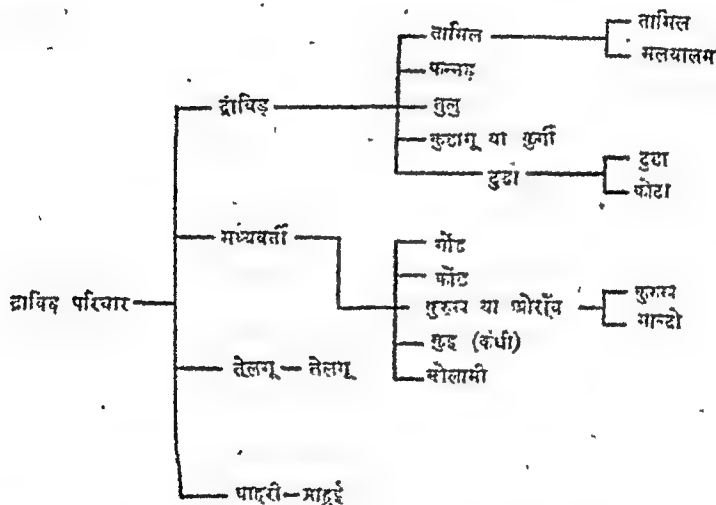 तामिल
तामिल
मलयालम
कन्नड़
द्राविड़
तुलु
कुडागू या कुर्गी
टुडा
टुडा
कोटा
मध्यवर्ती
गोंड
कोंड
द्राविड़ परिवार
कुरुख या ओराँव
कुरुख
माल्टो
कुइ (कंधी)
तेलगू — तेलगू
कोलामी
ब्राहुई